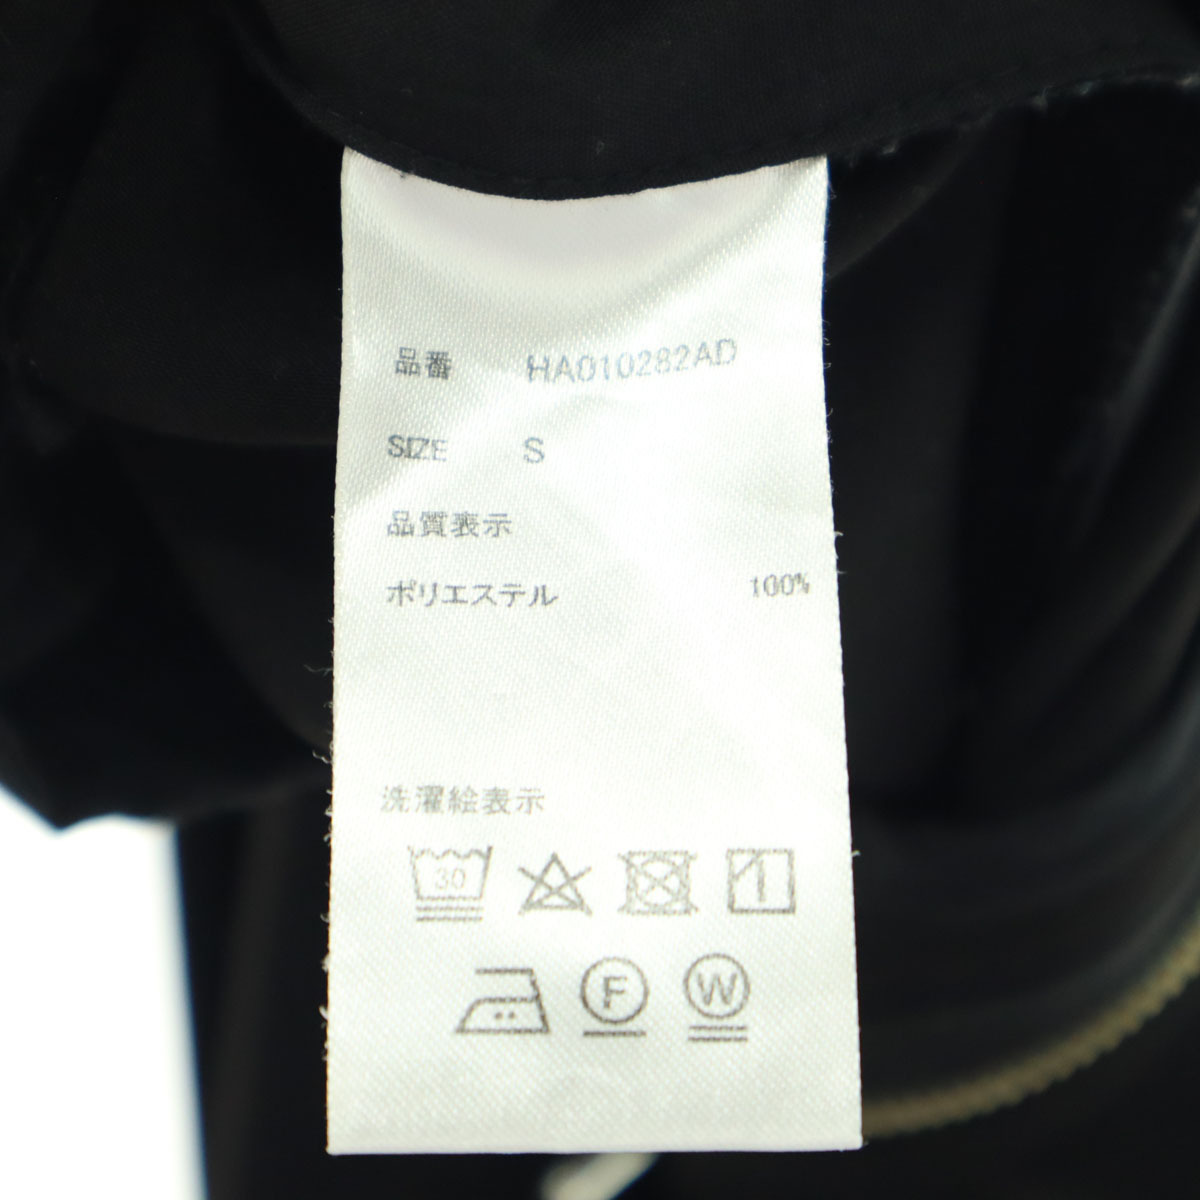 品番 HA010282AD
SIZE S
品質表示
ポリエステル 100%
洗濯絵表示
30
F W